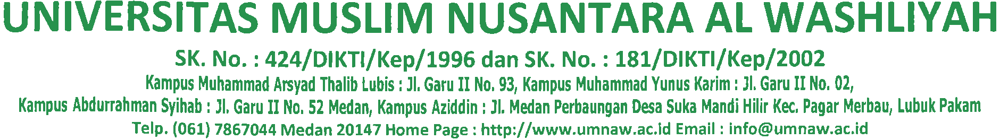 UNIVERSITAS MUSLIM NUSANTARA AL WASHLIYAH
SK. No. : 424/DIKTI/Kep/1996 dan SK. No. : 181/DIKTI/Kep/2002
Kampus Muhammad Arsyad Thalib Lubis : Jl. Garu II No. 93, Kampus Muhammad Yunus Karim : Jl. Garu II No. 02,
Kampus Abdurrahman Syihab : Jl. Garu II No. 52 Medan, Kampus Aziddin : Jl. Medan Perbaungan Desa Suka Mandi Hilir Kec. Pagar Merbau, Lubuk Pakam
Telp. (061) 7867044 Medan 20147 Home Page : http://www.umnaw.ac.id Email : info@umnaw.ac.id